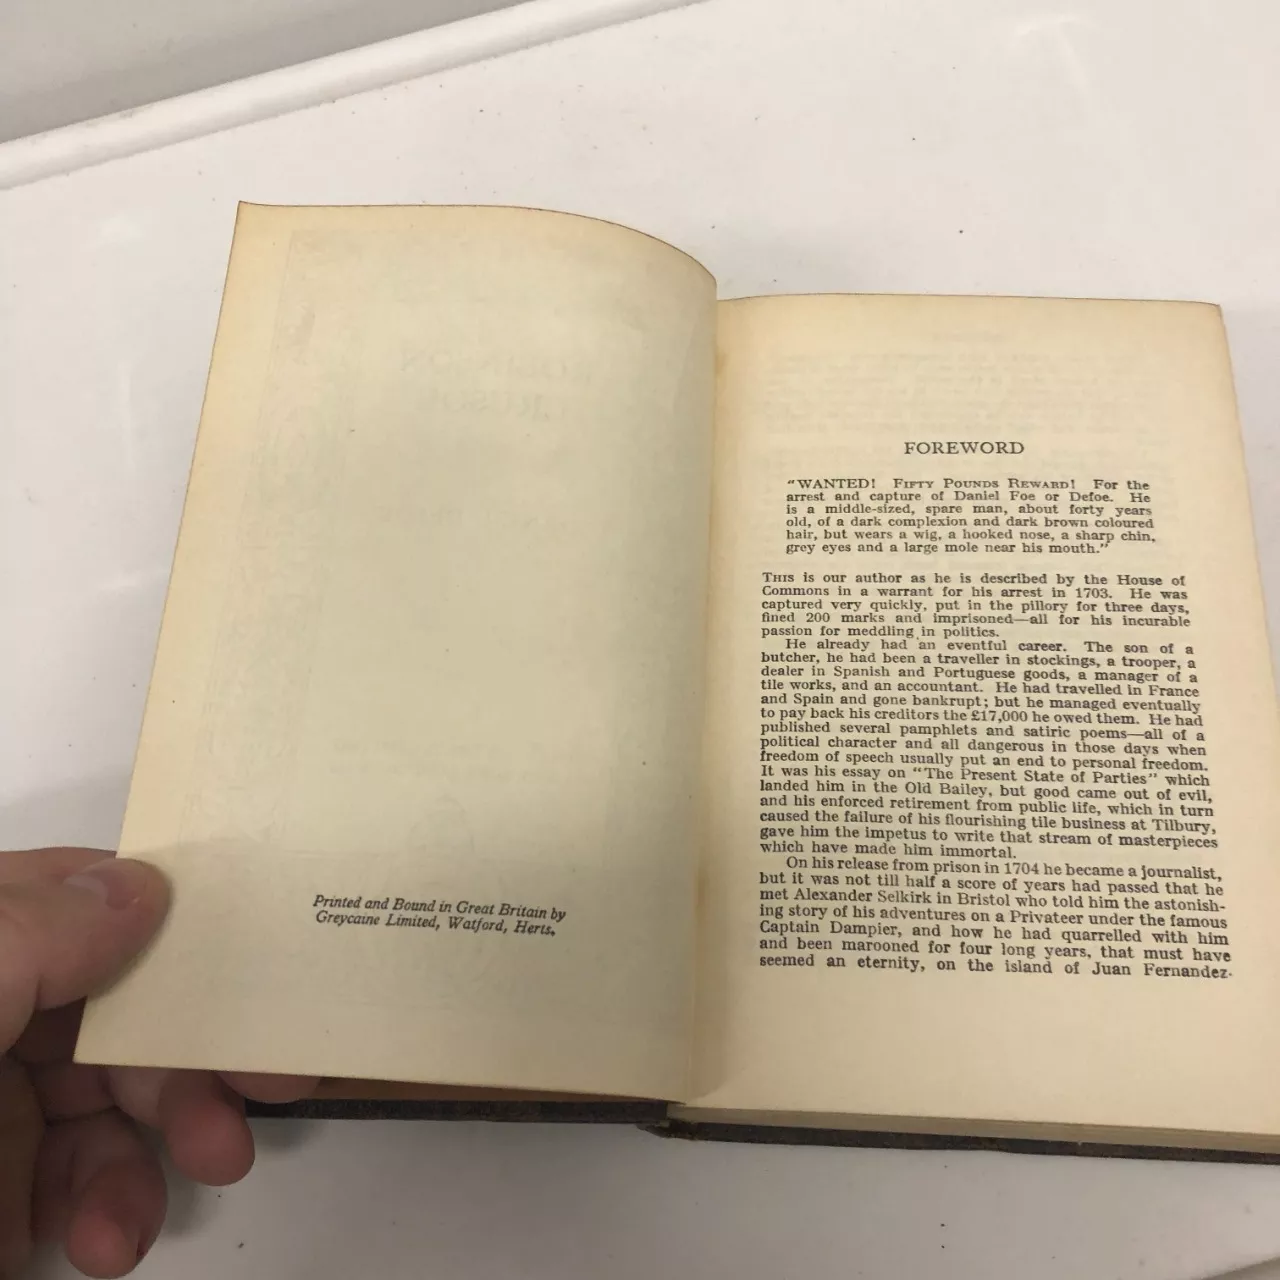 Printed and Bound in Great Britain by
Greycaine Limited, Watford, Herts.
FOREWORD
"WANTED! FIFTY POUNDS REWARD! For the
arrest and capture of Daniel Foe or Defoe. He
is a middle-sized, spare man, about forty years
old, of a dark complexion and dark brown coloured
hair, but wears a wig, a hooked nose, a sharp chin,
grey eyes and a large mole near his mouth."
THIS is our author as he is described by the House of
Commons in a warrant for his arrest in 1703. He was
captured very quickly, put in the pillory for three days,
fined 200 marks and imprisoned—all for his incurable
passion for meddling in politics.
He already had an eventful career. The son of a
butcher, he had been a traveller in stockings, a trooper, a
dealer in Spanish and Portuguese goods, a manager of a
tile works, and an accountant. He had travelled in France
and Spain and gone bankrupt; but he managed eventually
to pay back his creditors the £17,000 he owed them. He had
published several pamphlets and satiric poems—all of a
political character and all dangerous in those days when
freedom of speech usually put an end to personal freedom.
It was his essay on "The Present State of Parties" which
landed him in the Old Bailey, but good came out of evil,
and his enforced retirement from public life, which in turn
caused the failure of his flourishing tile business at Tilbury,
gave him the impetus to write that stream of masterpieces
which have made him immortal.
On his release from prison in 1704 he became a journalist,
but it was not till half a score of years had passed that he
met Alexander Selkirk in Bristol who told him the astonish-
ing story of his adventures on a Privateer under the famous
Captain Dampier, and how he had quarrelled with him
and been marooned for four long years, that must have
seemed an eternity, on the island of Juan Fernandez.